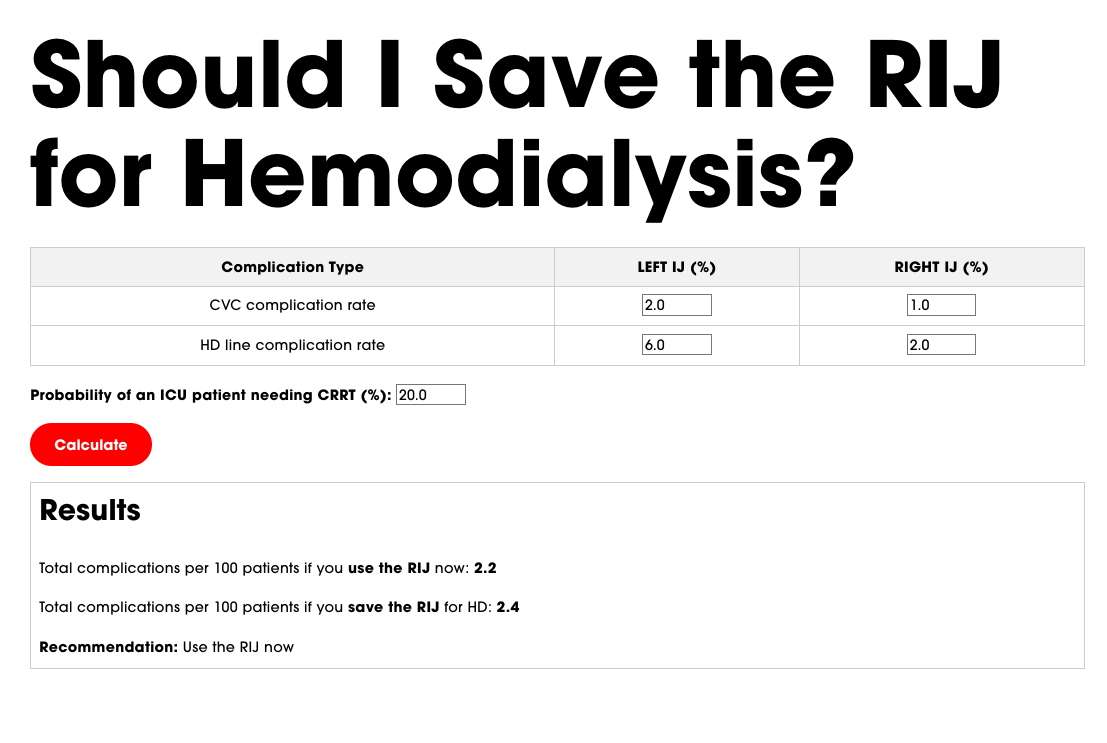 Should I Save the RIJ
for Hemodialysis?
Complication Type LEFT IJ (%) RIGHT IJ (%)
CVC complication rate 2.0 1.0
HD line complication rate 6.0 2.0
Probability of an ICU patient needing CRRT (%): 20.0
Calculate
Results
Total complications per 100 patients if you use the RIJ now: 2.2
Total complications per 100 patients if you save the RIJ for HD: 2.4
Recommendation: Use the RIJ now